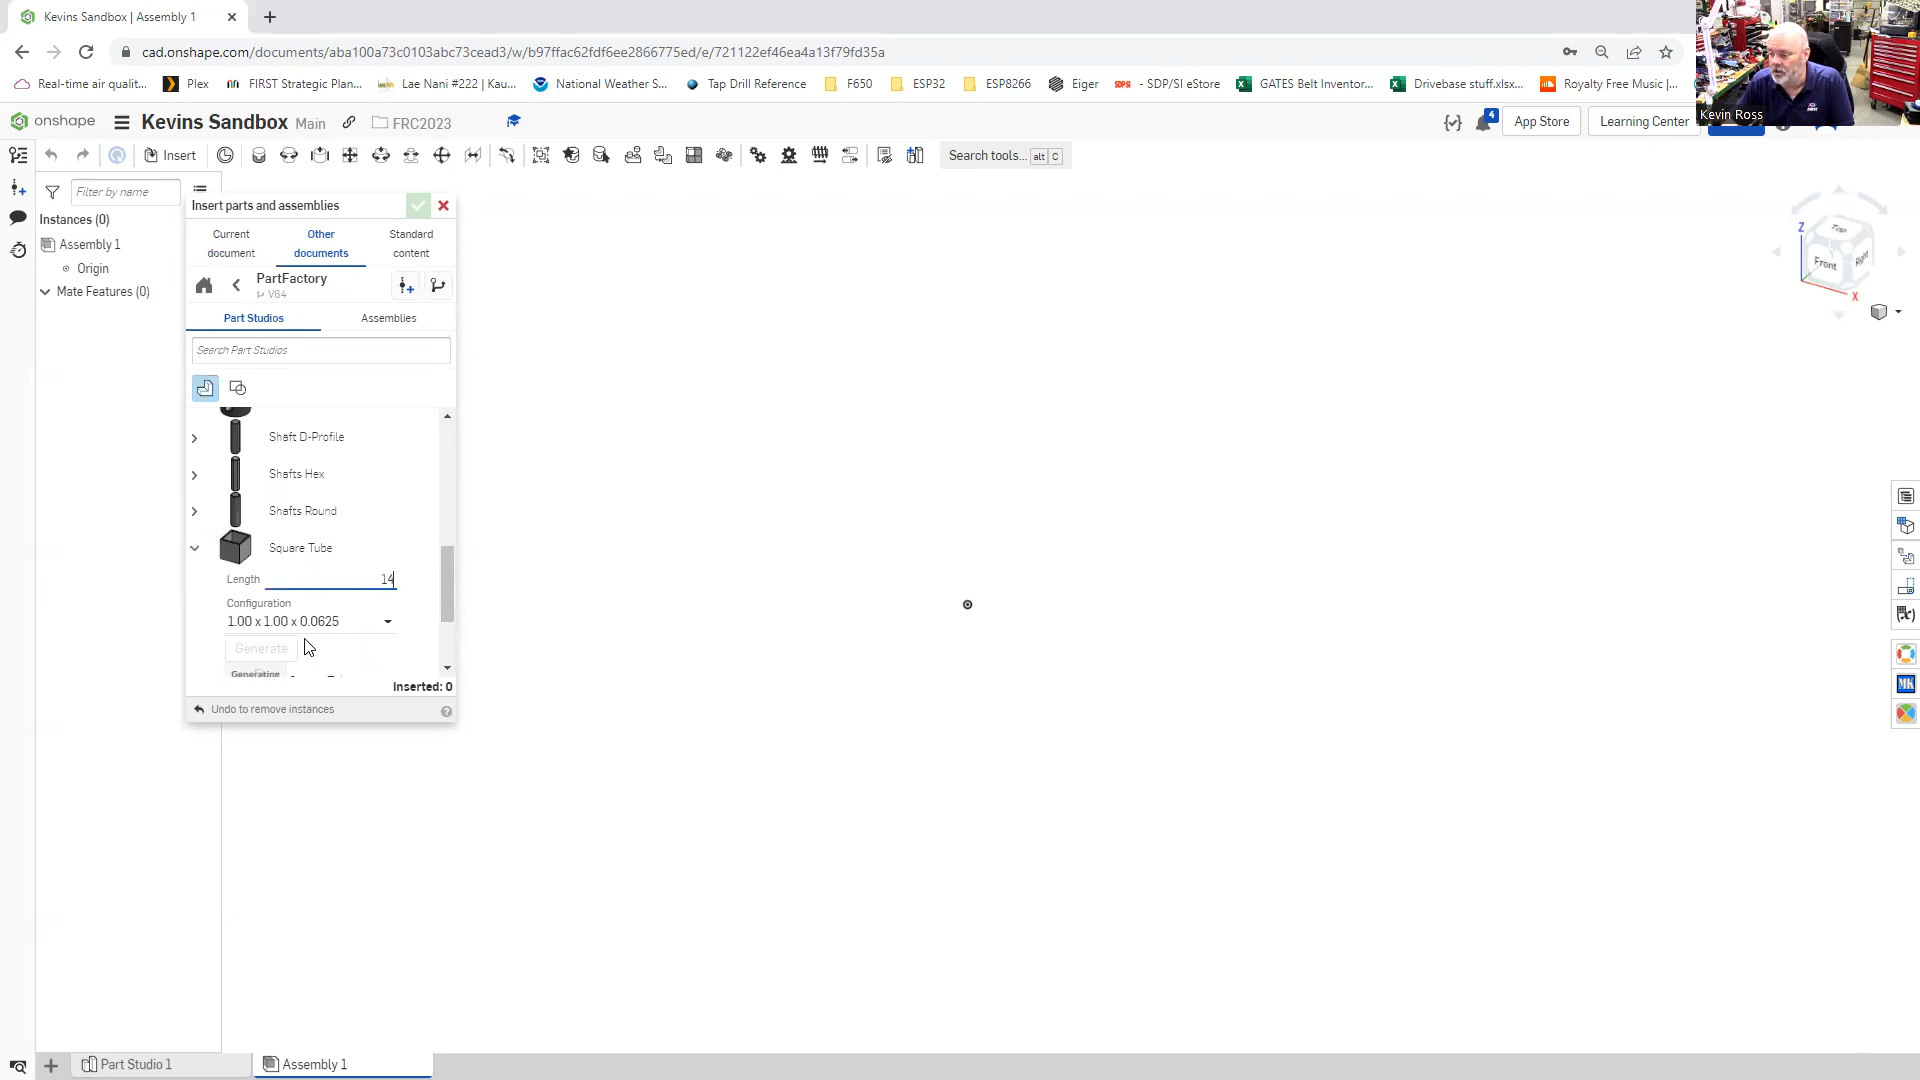 Kevins Sandbox | Assembly 1
cad.onshape.com/documents/aba100a73c0103abc73cead3/w/b97ffac62fdf6ee2866775ed/e/721122ef46ea4a13f79fd35a
Real-time air qualit... Plex FIRST Strategic Plan... Lae Nani #222 | Kau... National Weather S... Tap Drill Reference F650 ESP32 ESP8266 Eiger - SDP/SI eStore GATES Belt Inventor... Drivebase stuff.xlsx... Royalty Free Music |...
Kevin Ross
onshape Kevins Sandbox Main FRC2023 4 App Store Learning Center
Insert Search tools... alt C
Filter by name
Instances (0)
Assembly 1
Origin
Mate Features (0)
Insert parts and assemblies
Current document
Other documents
Standard content
PartFactory
V64
Part Studios Assemblies
Search Part Studios
Shaft D-Profile
Shafts Hex
Shafts Round
Square Tube
Length 14
Configuration
1.00 x 1.00 x 0.0625
Generate
Generating
Inserted: 0
Undo to remove instances
Z
Top
Front
Right
X
MK
Part Studio 1
Assembly 1